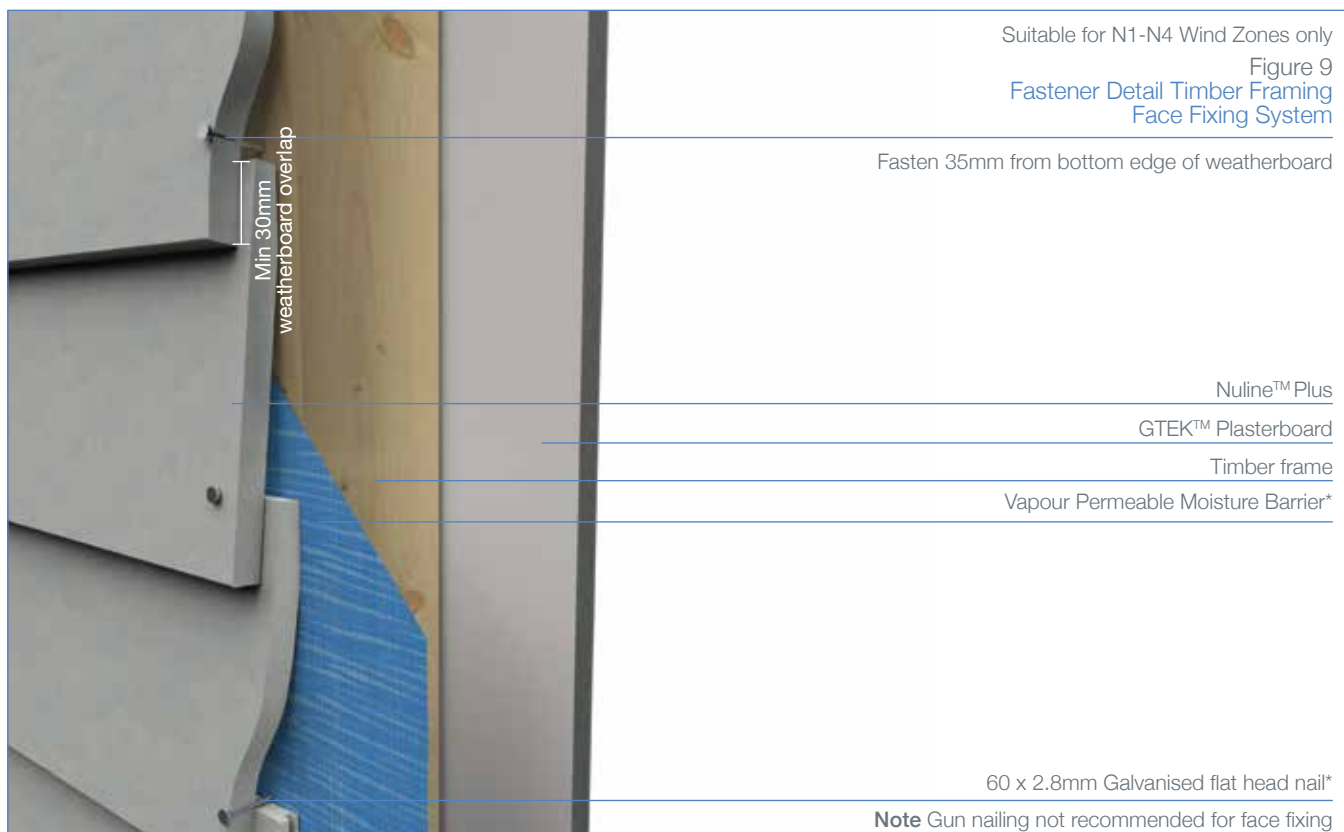 Suitable for N1-N4 Wind Zones only
Figure 9
Fastener Detail Timber Framing
Face Fixing System
Fasten 35mm from bottom edge of weatherboard
Min 30mm
weatherboard overlap
Nuline™ Plus
GTEK™ Plasterboard
Timber frame
Vapour Permeable Moisture Barrier*
60 x 2.8mm Galvanised flat head nail*
Note Gun nailing not recommended for face fixing